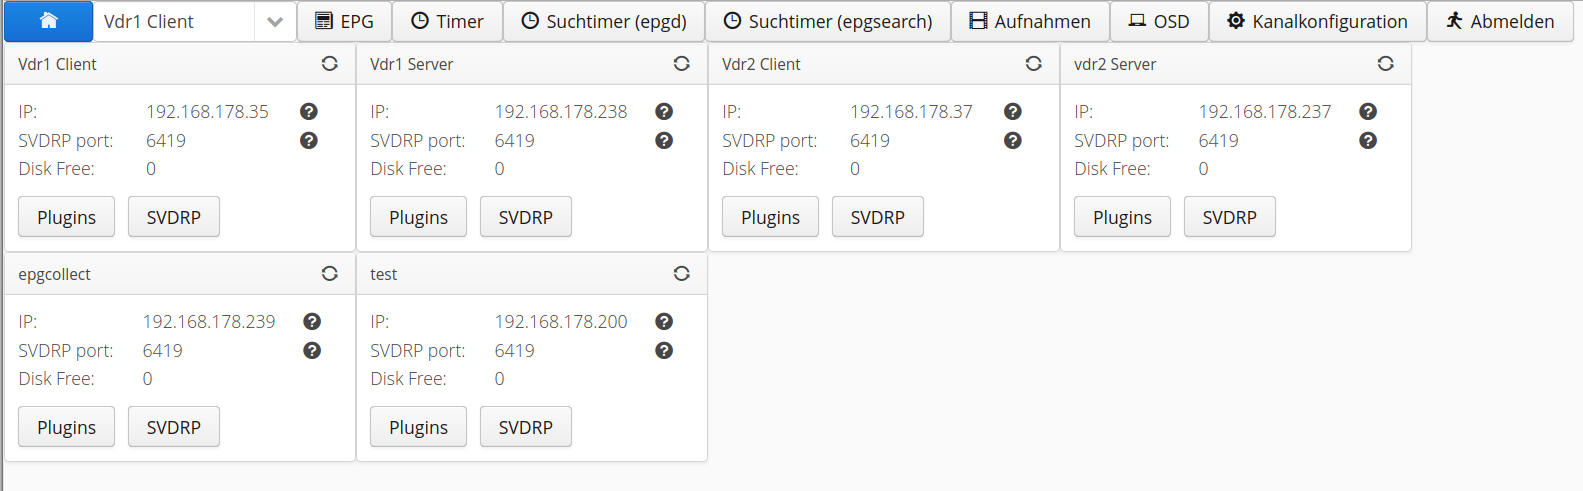 Vdr1 Client EPG Timer Suchtimer (epgd) Suchtimer (epgsearch) Aufnahmen OSD Kanalkonfiguration Abmelden
Vdr1 Client
IP: 192.168.178.35
SVDRP port: 6419
Disk Free: 0
Plugins SVDRP
Vdr1 Server
IP: 192.168.178.238
SVDRP port: 6419
Disk Free: 0
Plugins SVDRP
Vdr2 Client
IP: 192.168.178.37
SVDRP port: 6419
Disk Free: 0
Plugins SVDRP
vdr2 Server
IP: 192.168.178.237
SVDRP port: 6419
Disk Free: 0
Plugins SVDRP
epgcollect
IP: 192.168.178.239
SVDRP port: 6419
Disk Free: 0
Plugins SVDRP
test
IP: 192.168.178.200
SVDRP port: 6419
Disk Free: 0
Plugins SVDRP